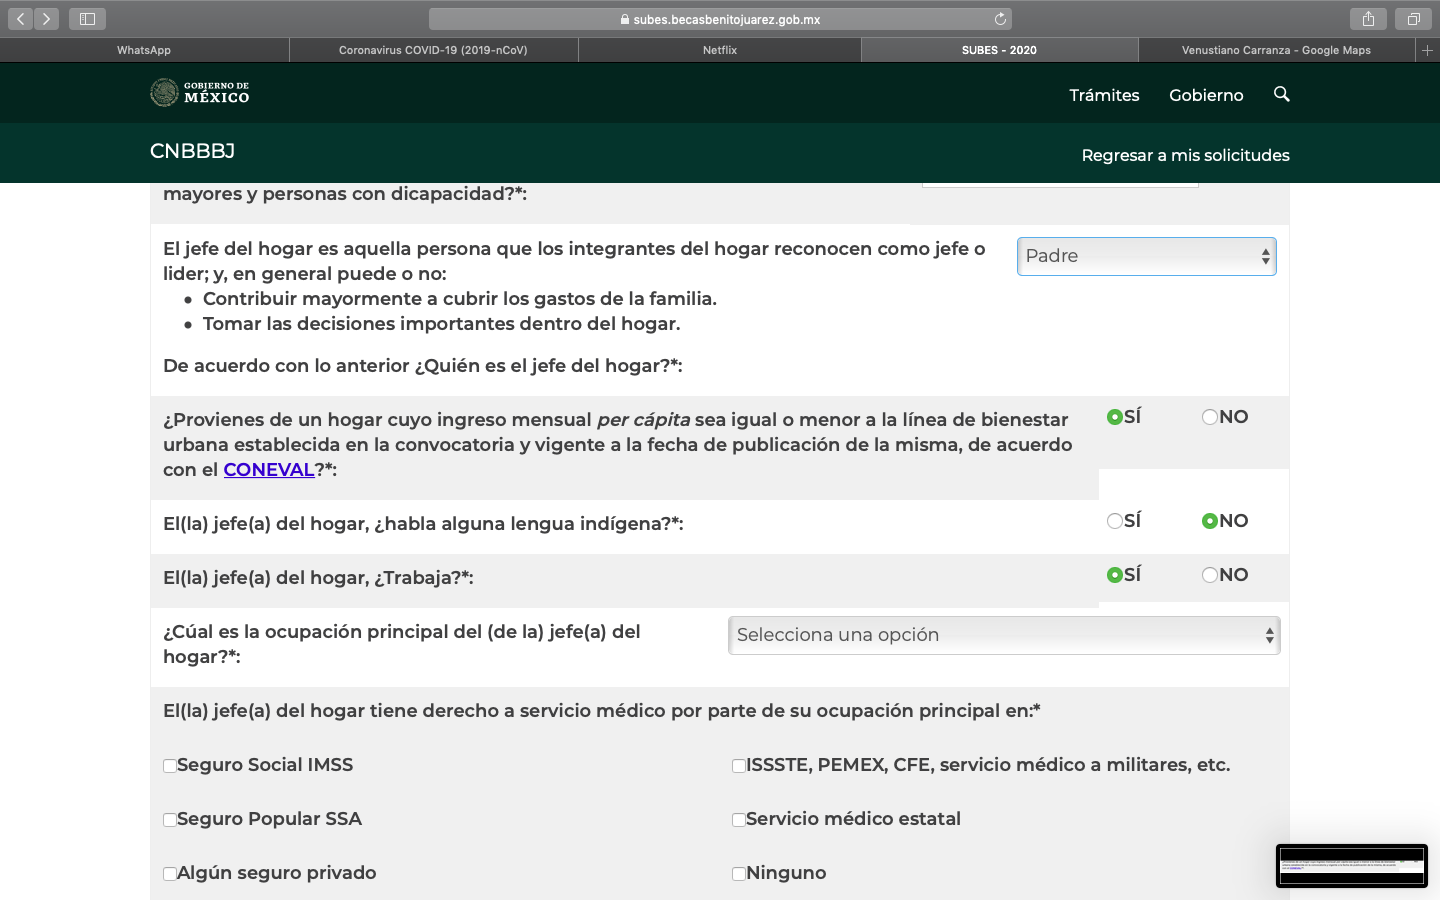 subes.becasbenitojuarez.gob.mx
WhatsApp
Coronavirus COVID-19 (2019-nCoV)
Netflix
SUBES - 2020
Venustiano Carranza - Google Maps
GOBIERNO DE
MÉXICO
Trámites
Gobierno
CNBBBJ
Regresar a mis solicitudes
mayores y personas con dicapacidad?*:
El jefe del hogar es aquella persona que los integrantes del hogar reconocen como jefe o
lider; y, en general puede o no:
• Contribuir mayormente a cubrir los gastos de la familia.
• Tomar las decisiones importantes dentro del hogar.
De acuerdo con lo anterior ¿Quién es el jefe del hogar?*:
Padre
¿Provienes de un hogar cuyo ingreso mensual per cápita sea igual o menor a la línea de bienestar
urbana establecida en la convocatoria y vigente a la fecha de publicación de la misma, de acuerdo
con el CONEVAL?*:
SÍ
NO
El(la) jefe(a) del hogar, ¿habla alguna lengua indígena?*:
SÍ
NO
El(la) jefe(a) del hogar, ¿Trabaja?*:
SÍ
NO
¿Cúal es la ocupación principal del (de la) jefe(a) del
hogar?*:
Selecciona una opción
El(la) jefe(a) del hogar tiene derecho a servicio médico por parte de su ocupación principal en:*
Seguro Social IMSS
ISSSTE, PEMEX, CFE, servicio médico a militares, etc.
Seguro Popular SSA
Servicio médico estatal
Algún seguro privado
Ninguno